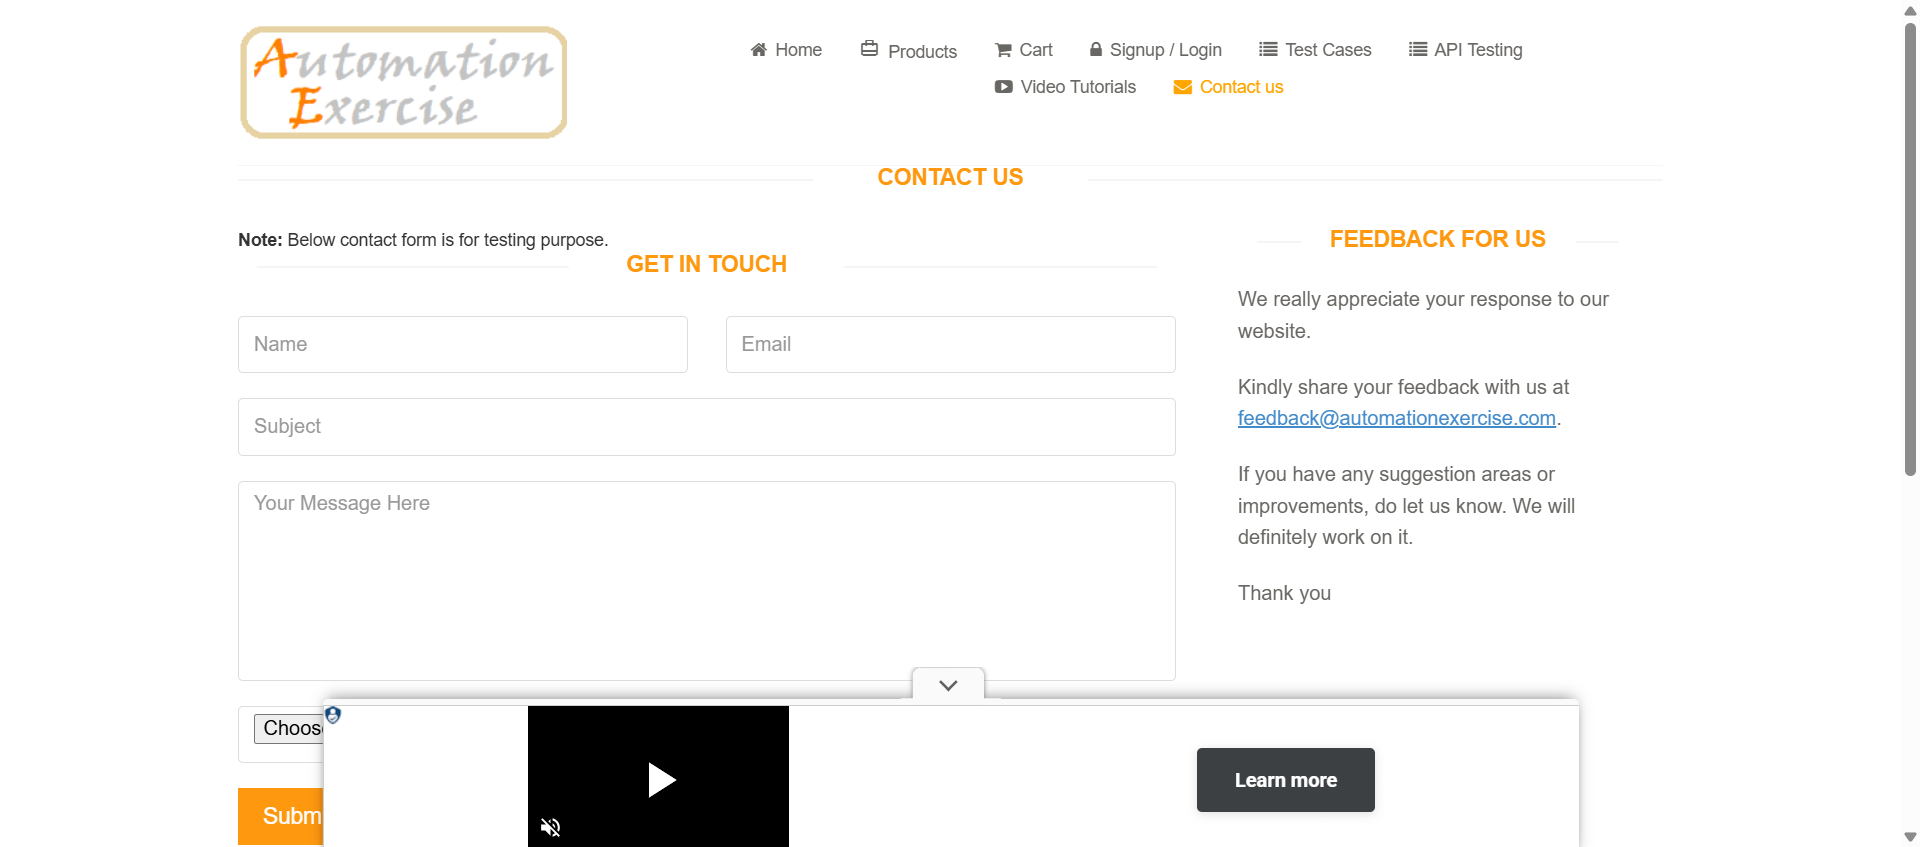 Automation
Exercise
Home
Products
Cart
Signup / Login
Test Cases
API Testing
Video Tutorials
Contact us
CONTACT US
Note: Below contact form is for testing purpose.
GET IN TOUCH
Name
Email
Subject
Your Message Here
Choos
Subm
FEEDBACK FOR US
We really appreciate your response to our
website.
Kindly share your feedback with us at
feedback@automationexercise.com.
If you have any suggestion areas or
improvements, do let us know. We will
definitely work on it.
Thank you
Learn more